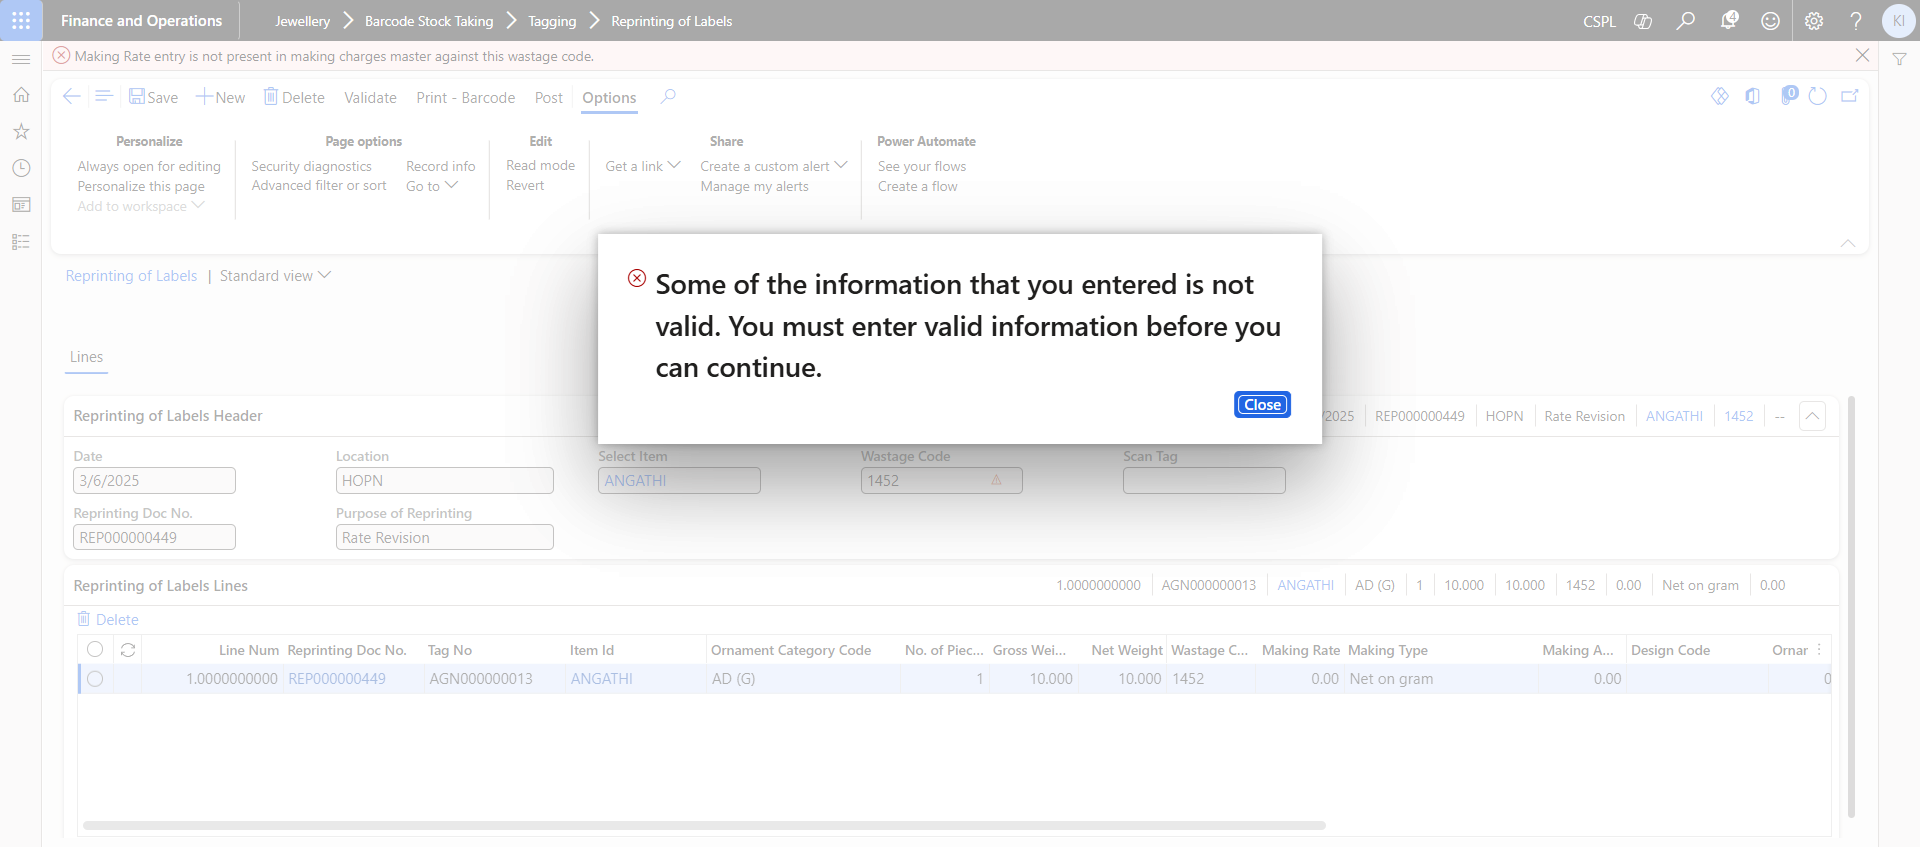 Finance and Operations
Jewellery Barcode Stock Taking Tagging Reprinting of Labels
CSPL 4 ? KI
Making Rate entry is not present in making charges master against this wastage code.
Save New Delete Validate Print - Barcode Post Options 0
Personalize
Always open for editing
Personalize this page
Add to workspace
Page options
Security diagnostics Record info
Advanced filter or sort Go to
Edit
Read mode
Revert
Share
Get a link Create a custom alert
Manage my alerts
Power Automate
See your flows
Create a flow
Reprinting of Labels | Standard view
Some of the information that you entered is not
valid. You must enter valid information before you
can continue.
Close
Lines
Reprinting of Labels Header /2025 REP000000449 HOPN Rate Revision ANGATHI 1452 --
Date Location Select Item Wastage Code Scan Tag
3/6/2025 HOPN ANGATHI 1452
Reprinting Doc No. Purpose of Reprinting
REP000000449 Rate Revision
Reprinting of Labels Lines 1.0000000000 AGN000000013 ANGATHI AD (G) 1 10.000 10.000 1452 0.00 Net on gram 0.00
Delete
Line Num Reprinting Doc No. Tag No Item Id Ornament Category Code No. of Piec... Gross Wei... Net Weight Wastage C... Making Rate Making Type Making A... Design Code Ornar
1.0000000000 REP000000449 AGN000000013 ANGATHI AD (G) 1 10.000 10.000 1452 0.00 Net on gram 0.00 0